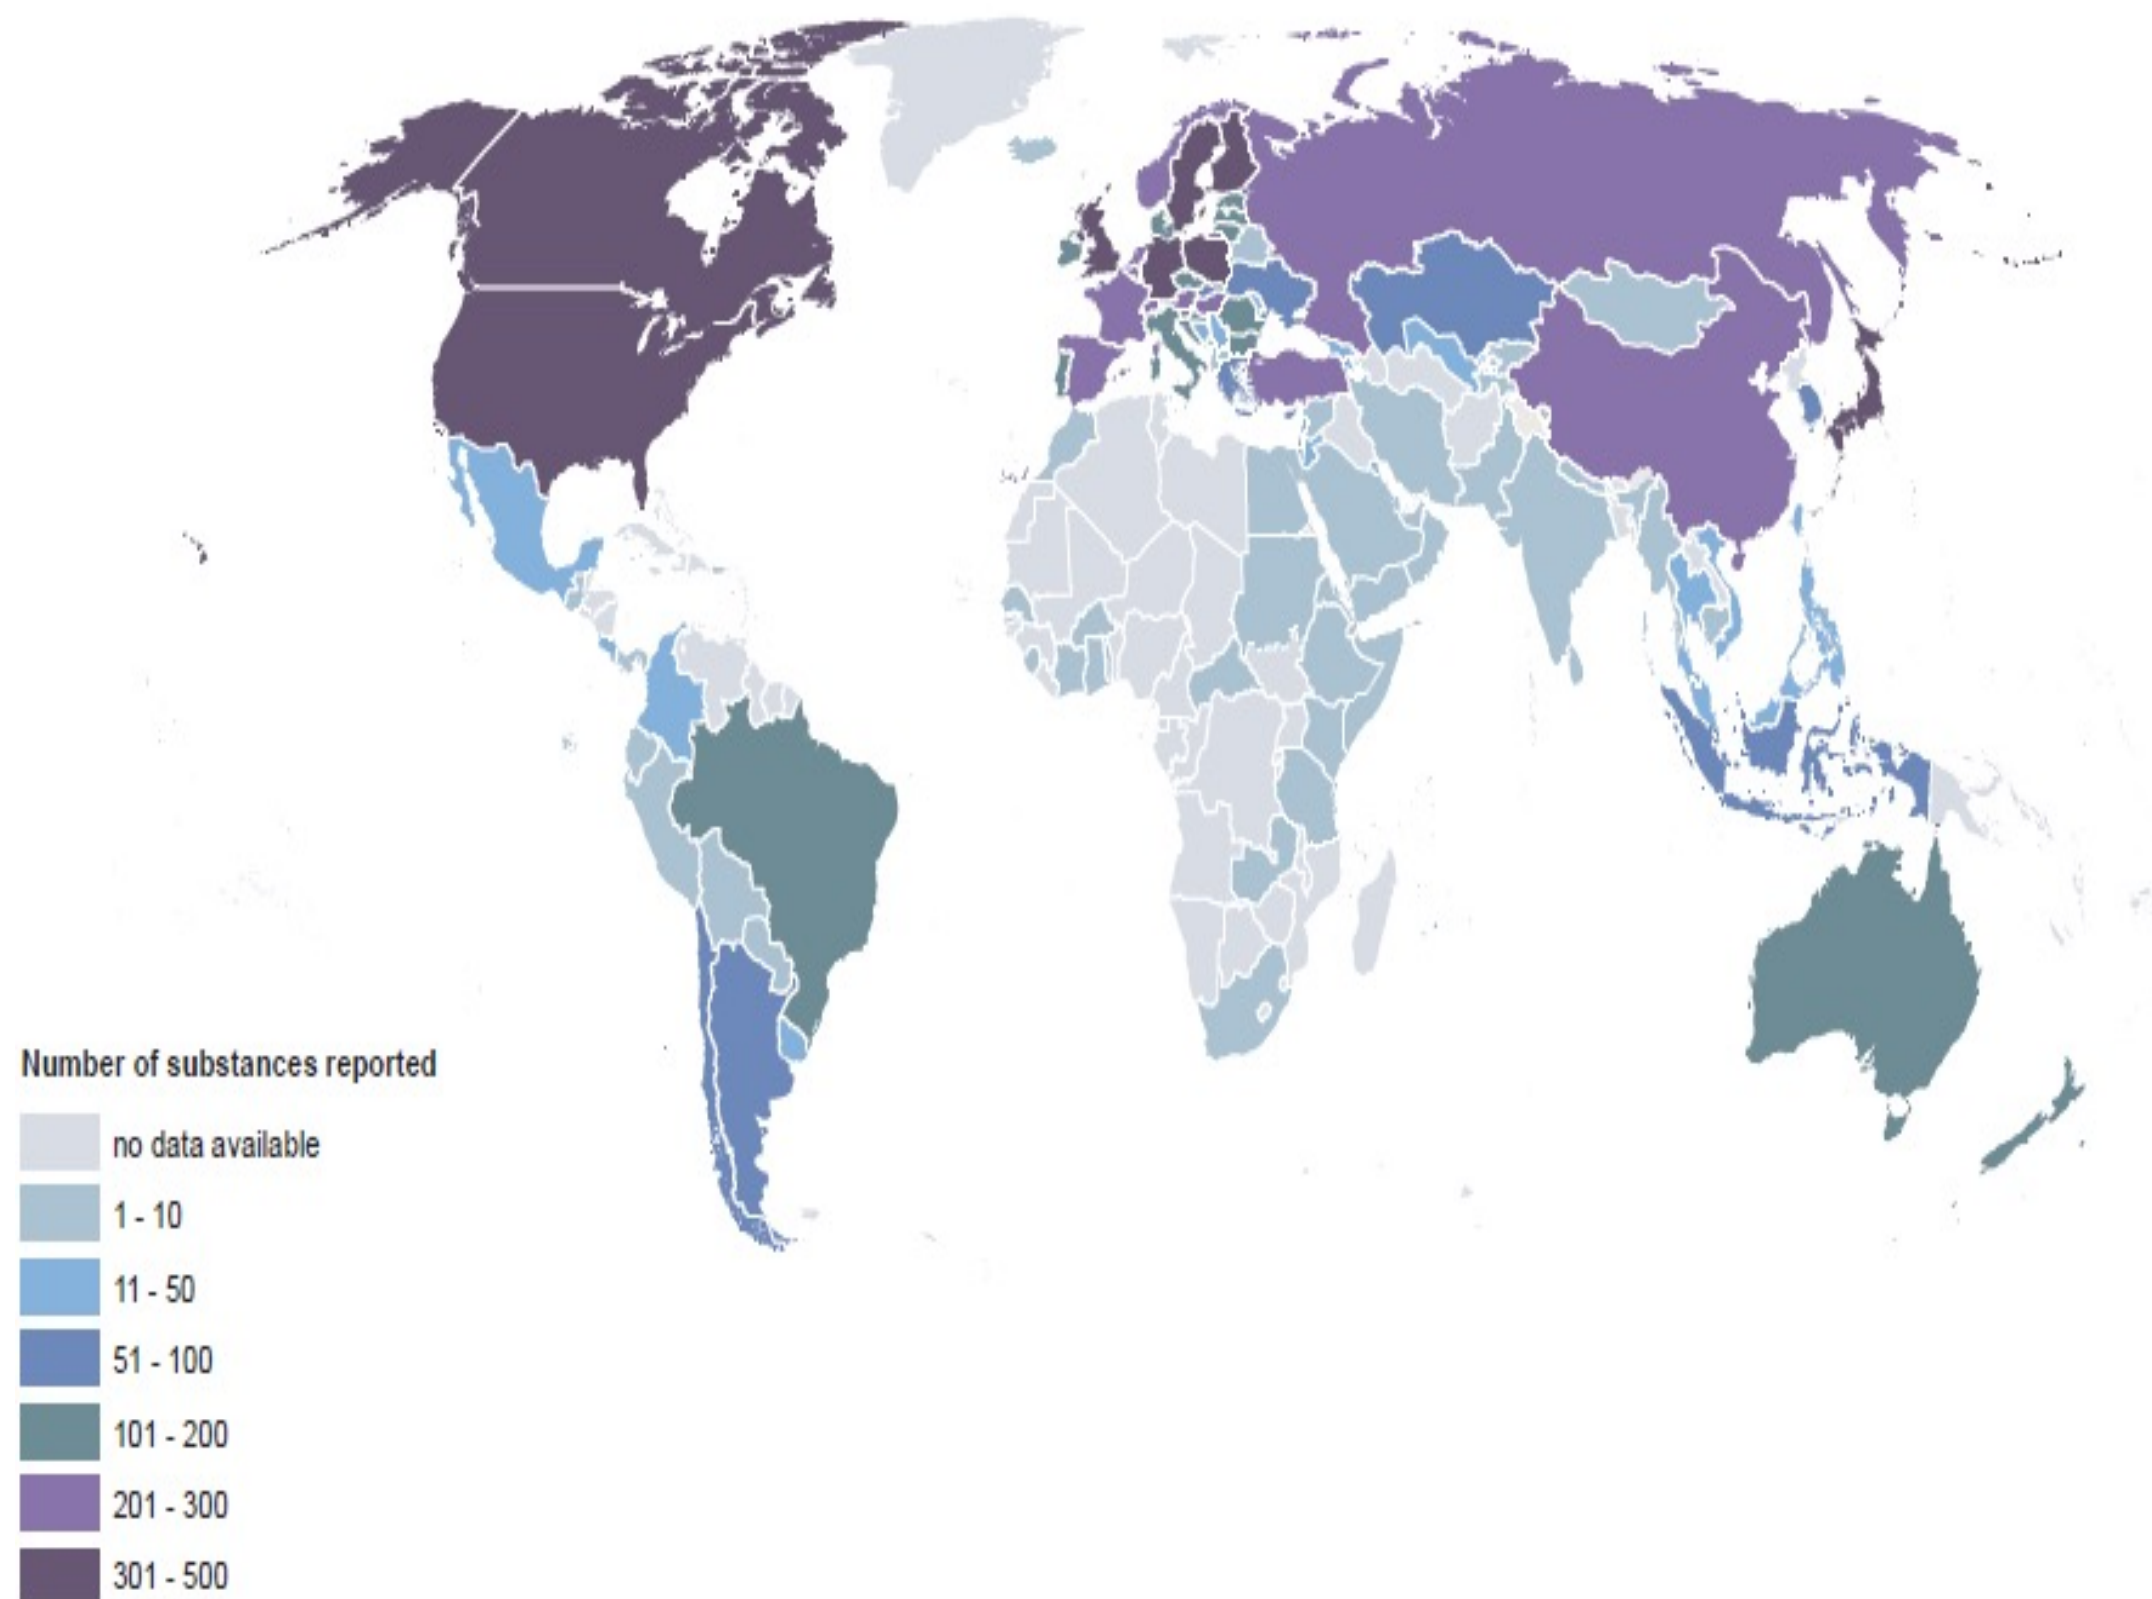 Number of substances reported
no data available
1 - 10
11 - 50
51 - 100
101 - 200
201 - 300
301 - 500